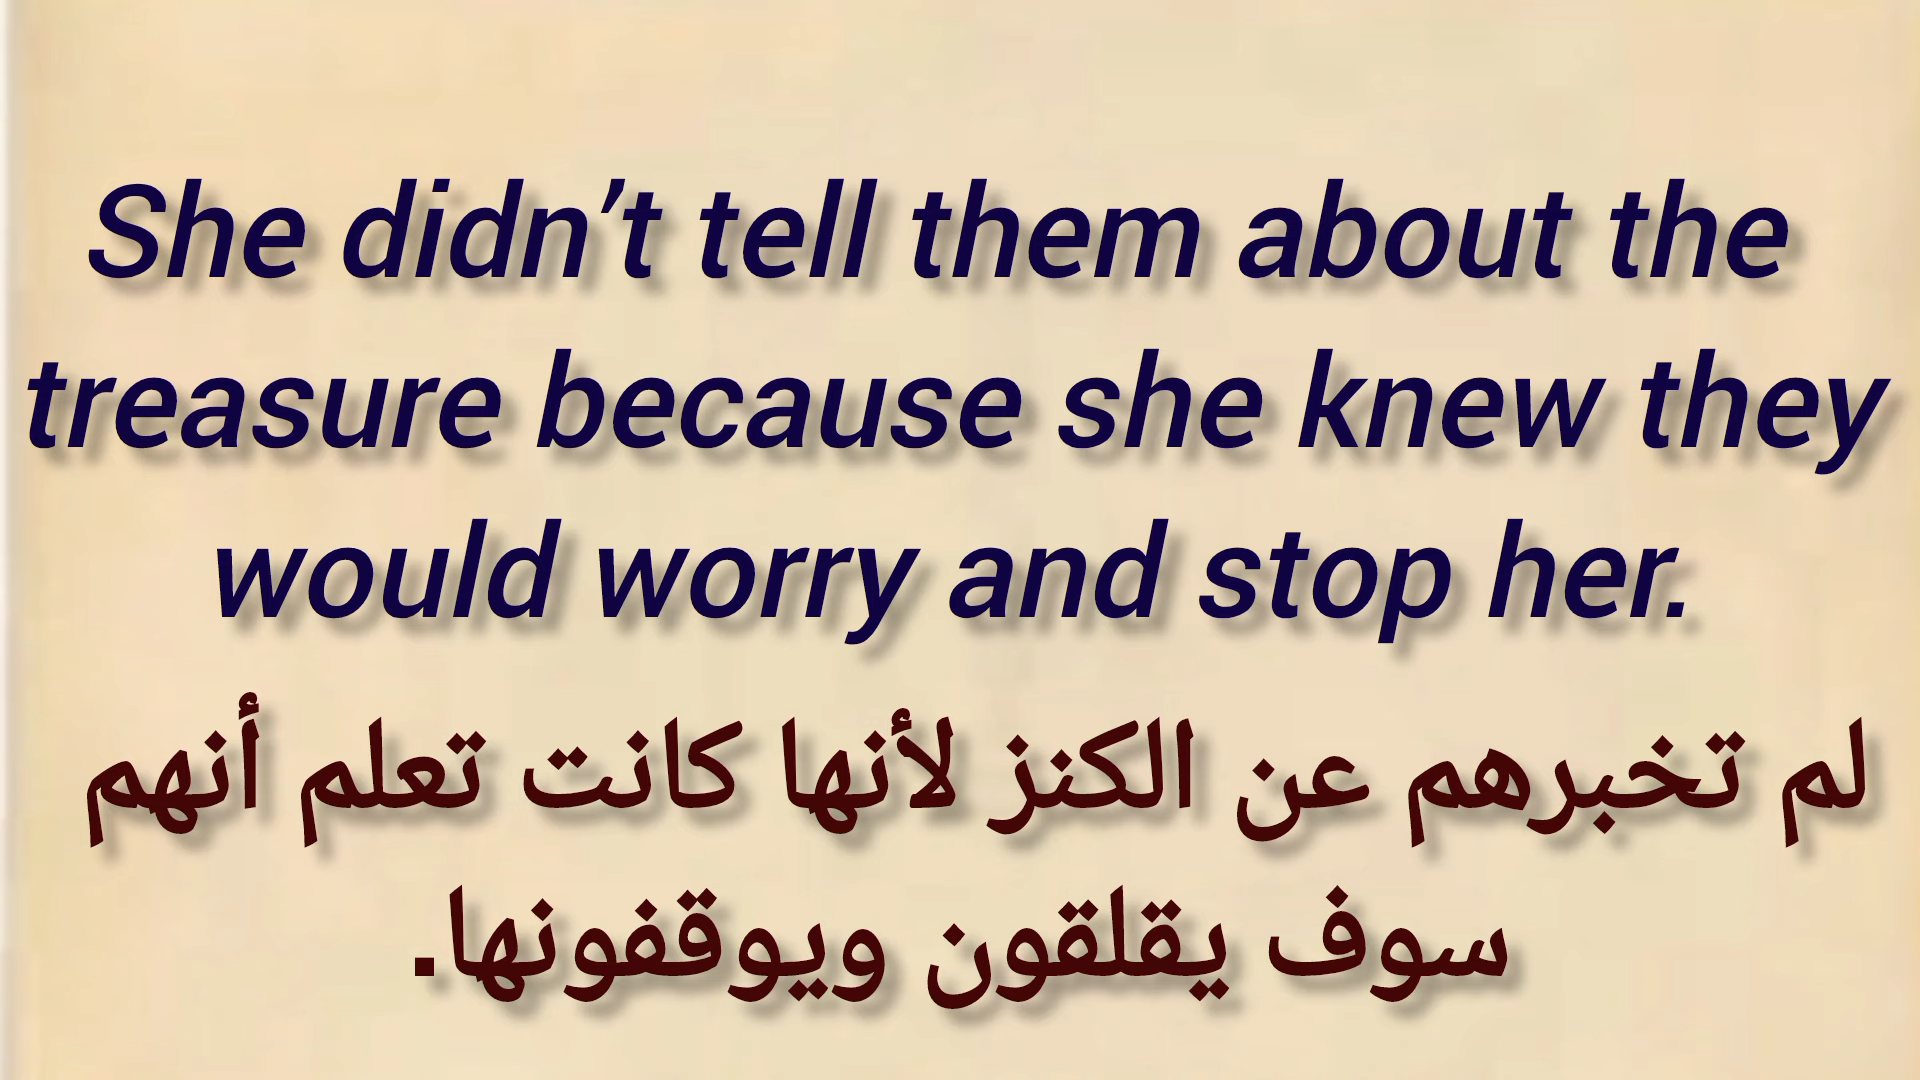 She didn’t tell them about the
treasure because she knew they
would worry and stop her.
لم تخبرهم عن الكنز لأنها كانت تعلم أنهم
سوف يقلقون ويوقفونها.